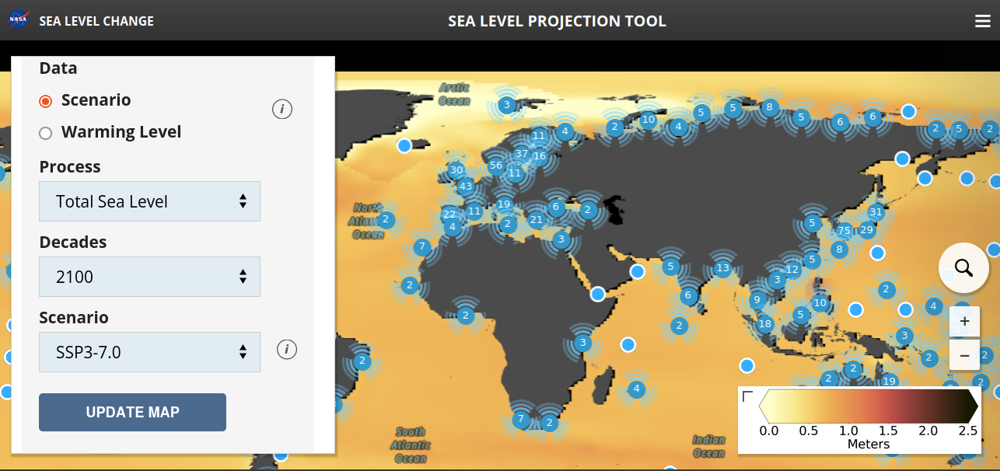 NASA
SEA LEVEL CHANGE
SEA LEVEL PROJECTION TOOL
Data
Scenario
i
Warming Level
Process
Total Sea Level
Decades
2100
Scenario
SSP3-7.0
i
UPDATE MAP
Arctic
Ocean
3
11
4
2
10
4
5
5
8
5
6
6
2
5
2
37
16
30
56
11
43
22
4
11
19
2
21
6
2
3
North
Atlantic
Ocean
2
7
2
2
5
6
2
13
9
18
3
12
5
5
75
29
31
8
10
5
2
4
3
2
2
2
2
19
2
2
3
4
7
2
+
−
South
Atlantic
Ocean
Indian
Ocean
0.0 0.5 1.0 1.5 2.0 2.5
Meters